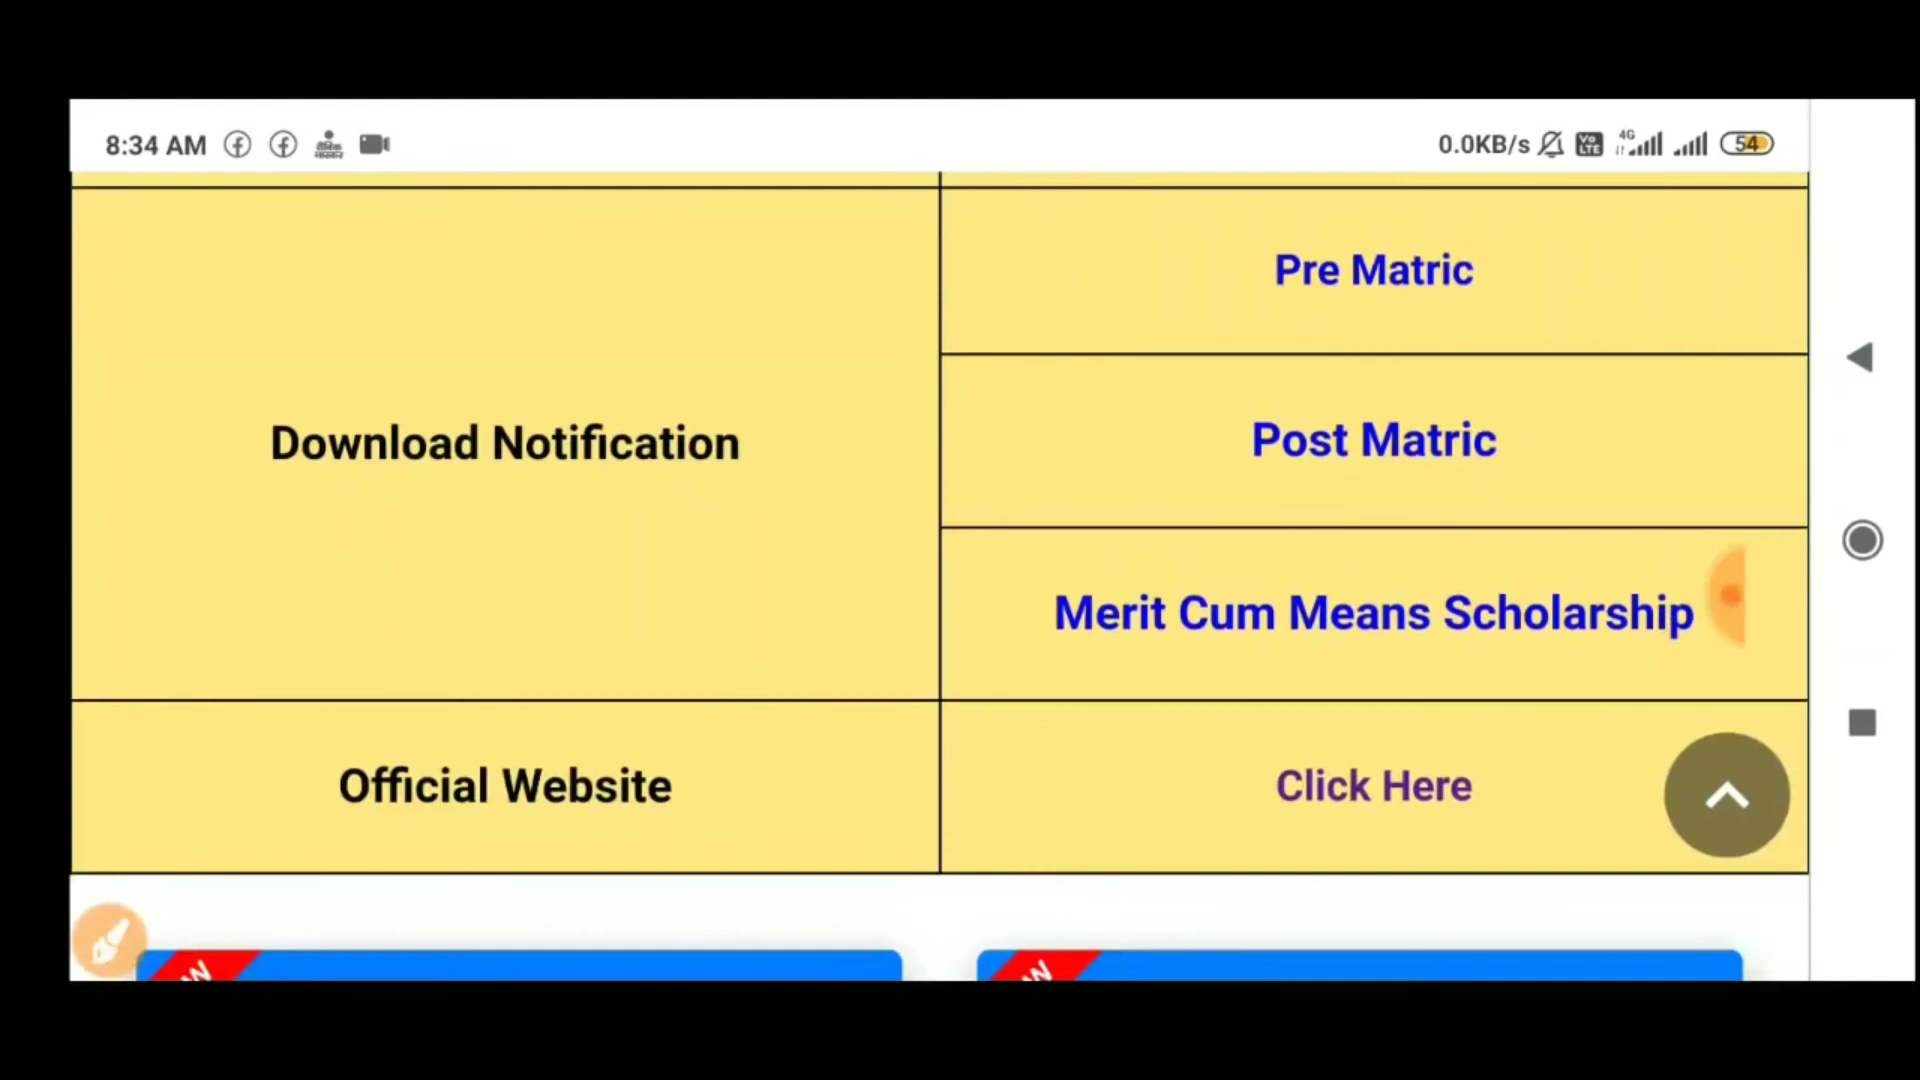 8:34 AM
0.0KB/s 4G 54
Pre Matric
Download Notification
Post Matric
Merit Cum Means Scholarship
Official Website
Click Here